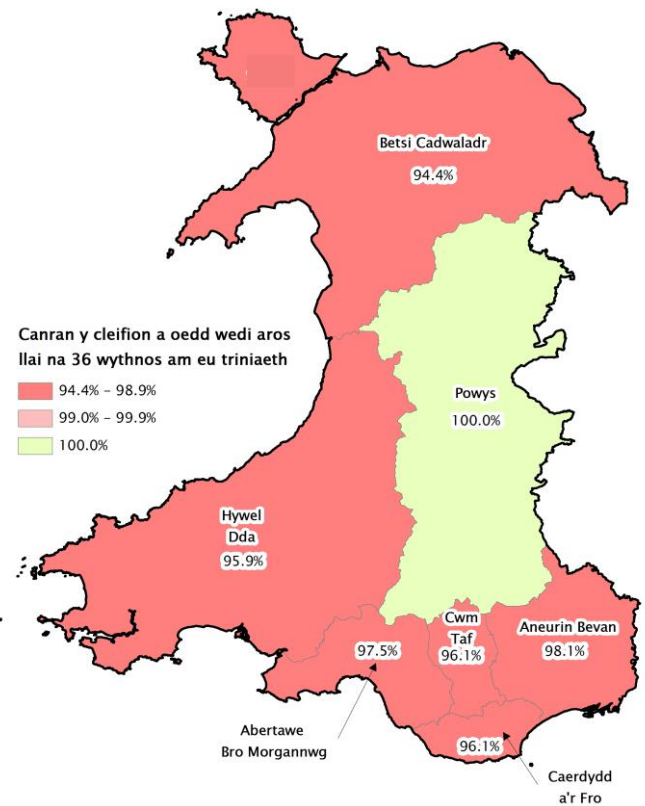 Betsi Cadwaladr
94.4%
Canran y cleifion a oedd wedi aros
llai na 36 wythnos am eu triniaeth
94.4% – 98.9%
99.0% – 99.9%
100.0%
Powys
100.0%
Hywel
Dda
95.9%
Cwm
Taf
96.1%
Aneurin Bevan
98.1%
97.5%
Abertawe
Bro Morgannwg
96.1%
Caerdydd
a'r Fro